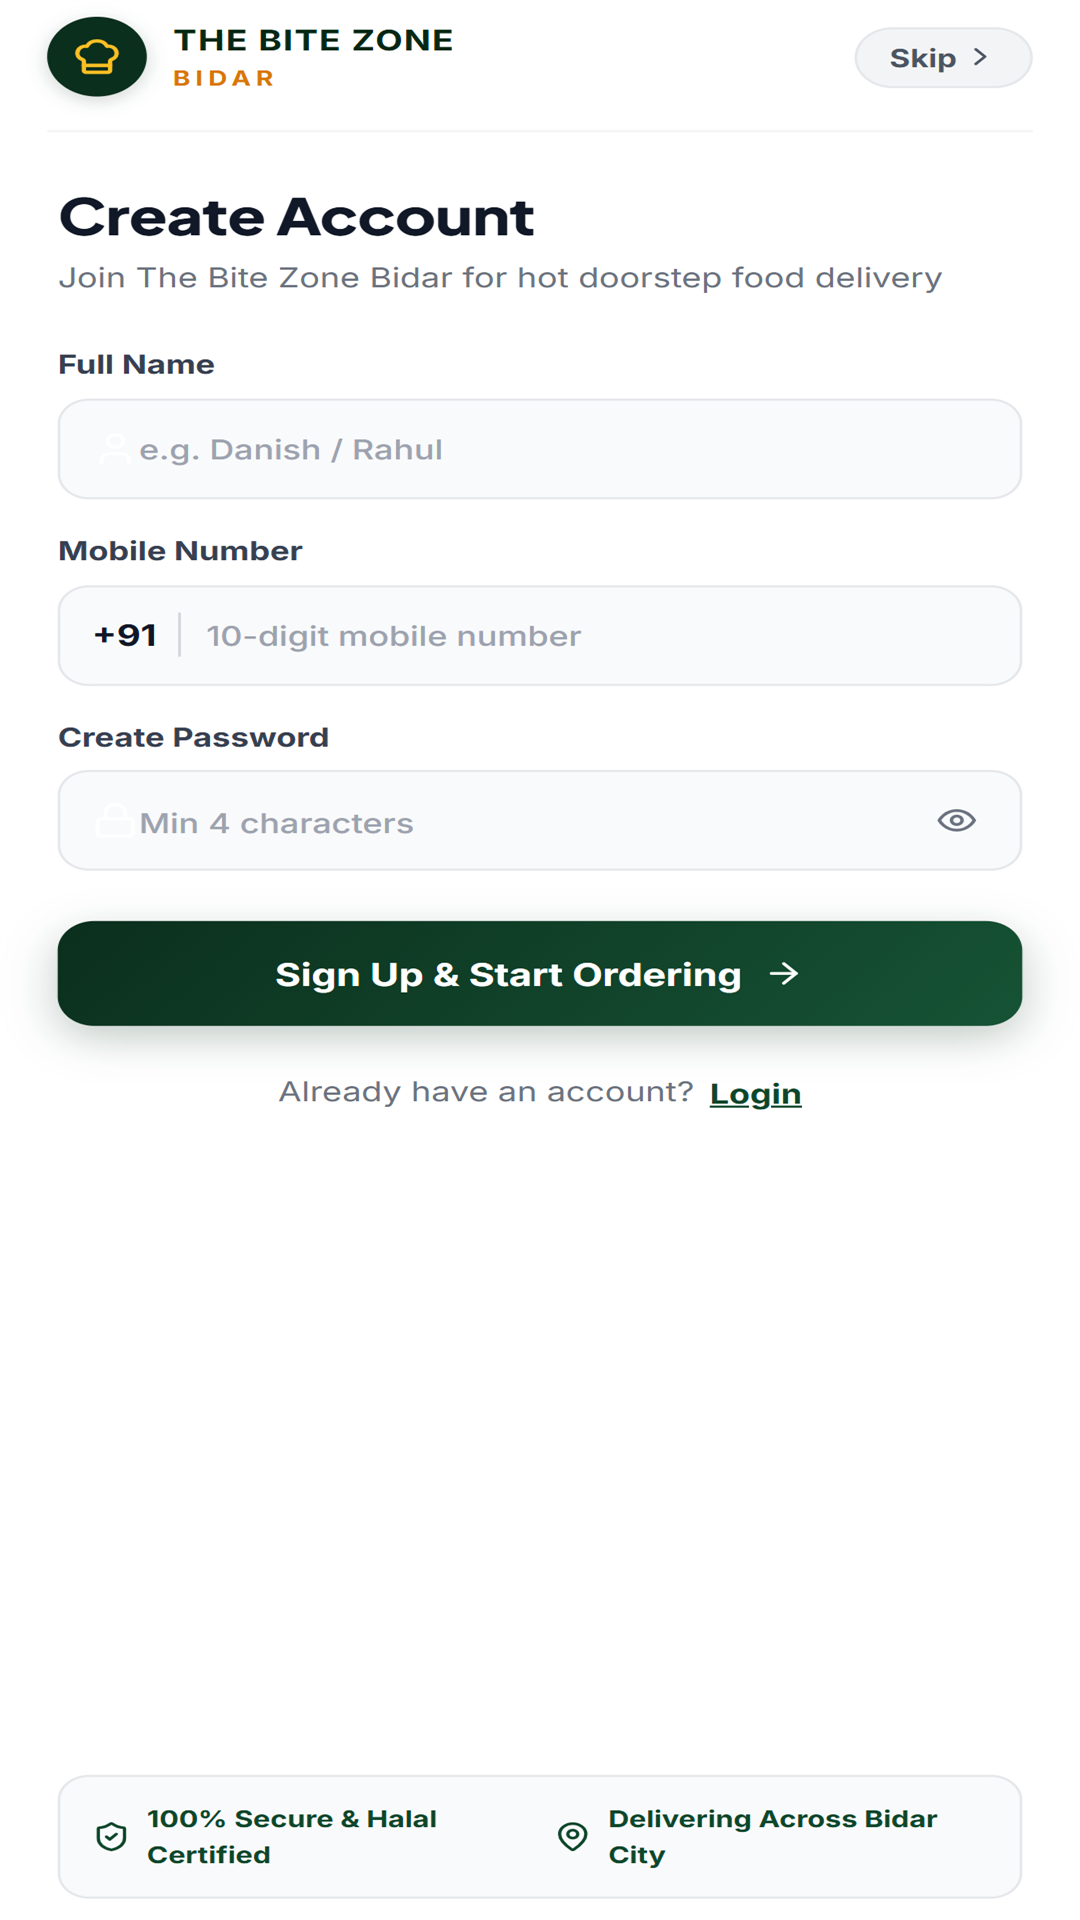 THE BITE ZONE
BIDAR
Skip
Create Account
Join The Bite Zone Bidar for hot doorstep food delivery
Full Name
e.g. Danish / Rahul
Mobile Number
+91
10-digit mobile number
Create Password
Min 4 characters
Sign Up & Start Ordering
Already have an account? Login
100% Secure & Halal
Certified
Delivering Across Bidar
City